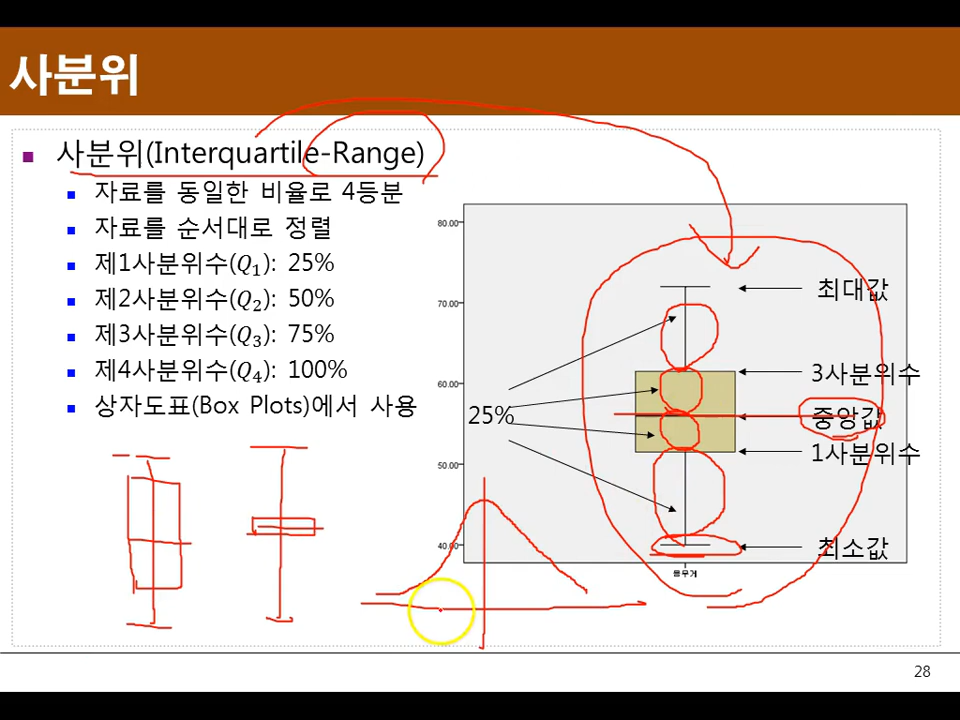 사분위
사분위(Interquartile-Range)
자료를 동일한 비율로 4등분
자료를 순서대로 정렬
제1사분위수(Q₁): 25%
제2사분위수(Q₂): 50%
제3사분위수(Q₃): 75%
제4사분위수(Q₄): 100%
상자도표(Box Plots)에서 사용
80.00
70.00
60.00
50.00
40.00
25%
최대값
3사분위수
중앙값
1사분위수
최소값
몸무게
28